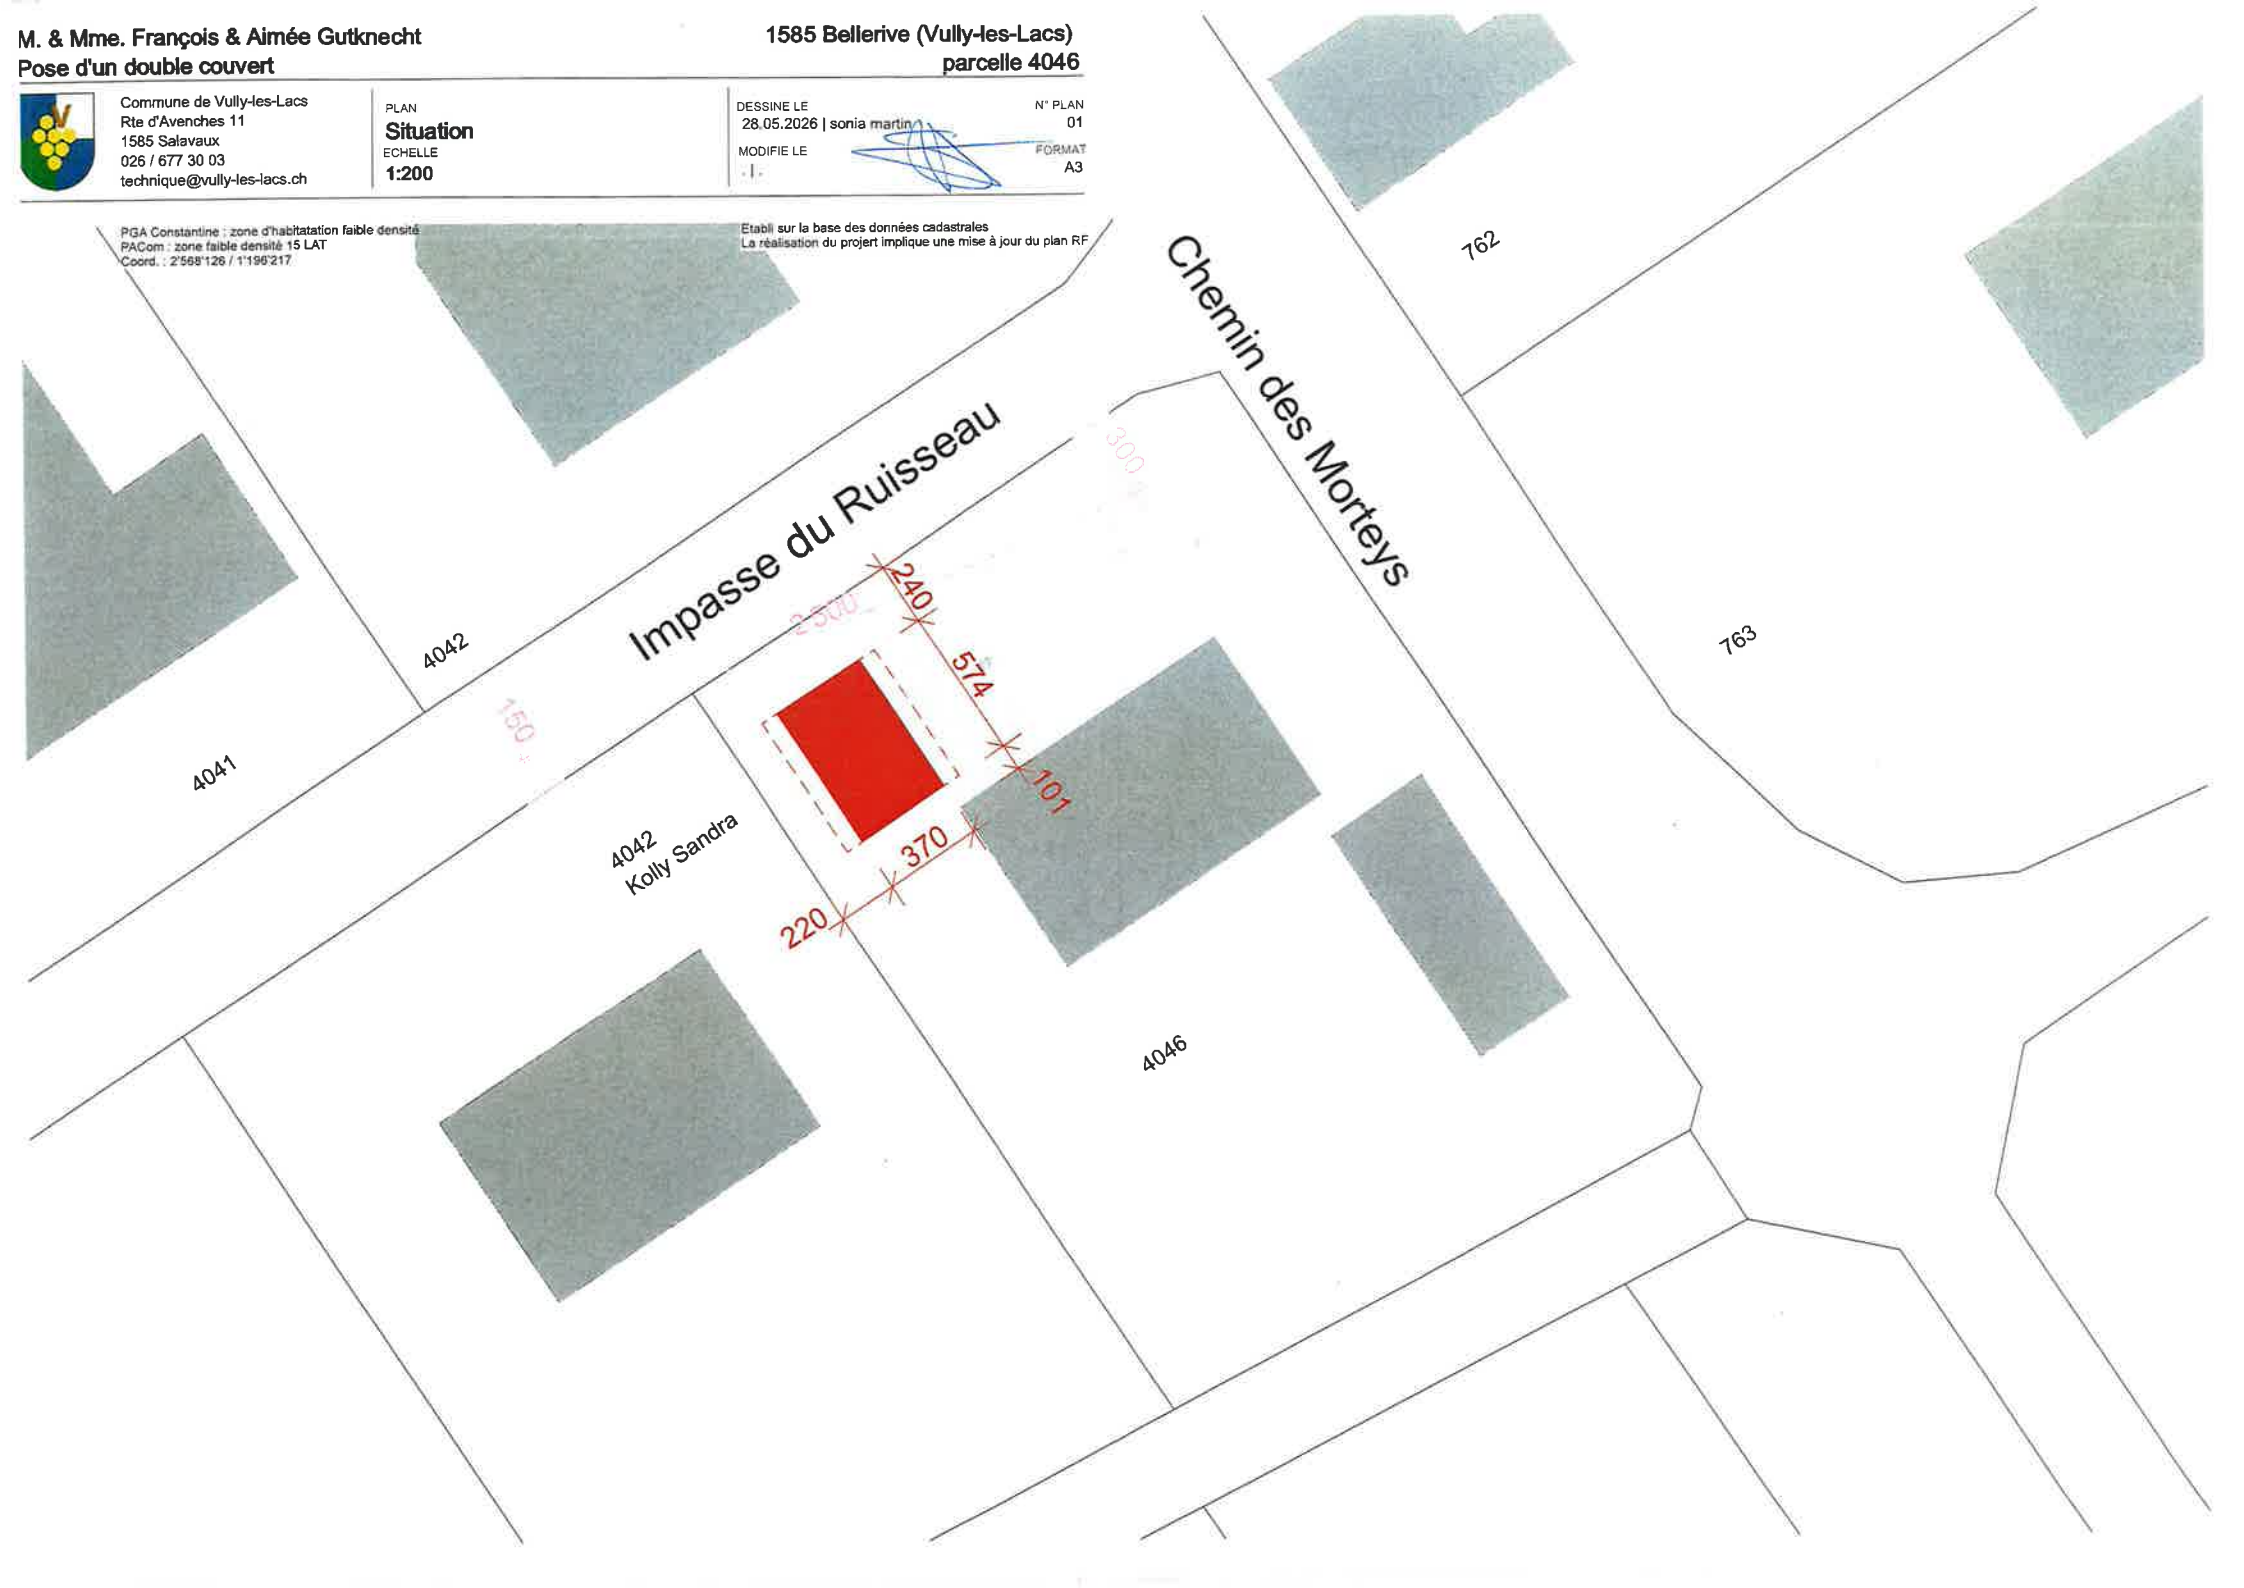 M. & Mme. François & Aimée Gutknecht
Pose d'un double couvert
1585 Bellerive (Vully-les-Lacs)
parcelle 4046
V
Commune de Vully-les-Lacs
Rte d'Avenches 11
1585 Salavaux
026 / 677 30 03
technique@vully-les-lacs.ch
PLAN
Situation
ECHELLE
1:200
DESSINE LE
28.05.2026 | sonia martin
MODIFIE LE
. | .
N° PLAN
01
FORMAT
A3
PGA Constantine : zone d'habitatation faible densité
PACom : zone faible densité 15 LAT
Coord. : 2'568'126 / 1'196'217
Etabli sur la base des données cadastrales
La réalisation du projert implique une mise à jour du plan RF
Chemin des Morteys
762
Impasse du Ruisseau
300
240
2 500
574
763
4042
150
4041
101
4042
Kolly Sandra
370
220
4046